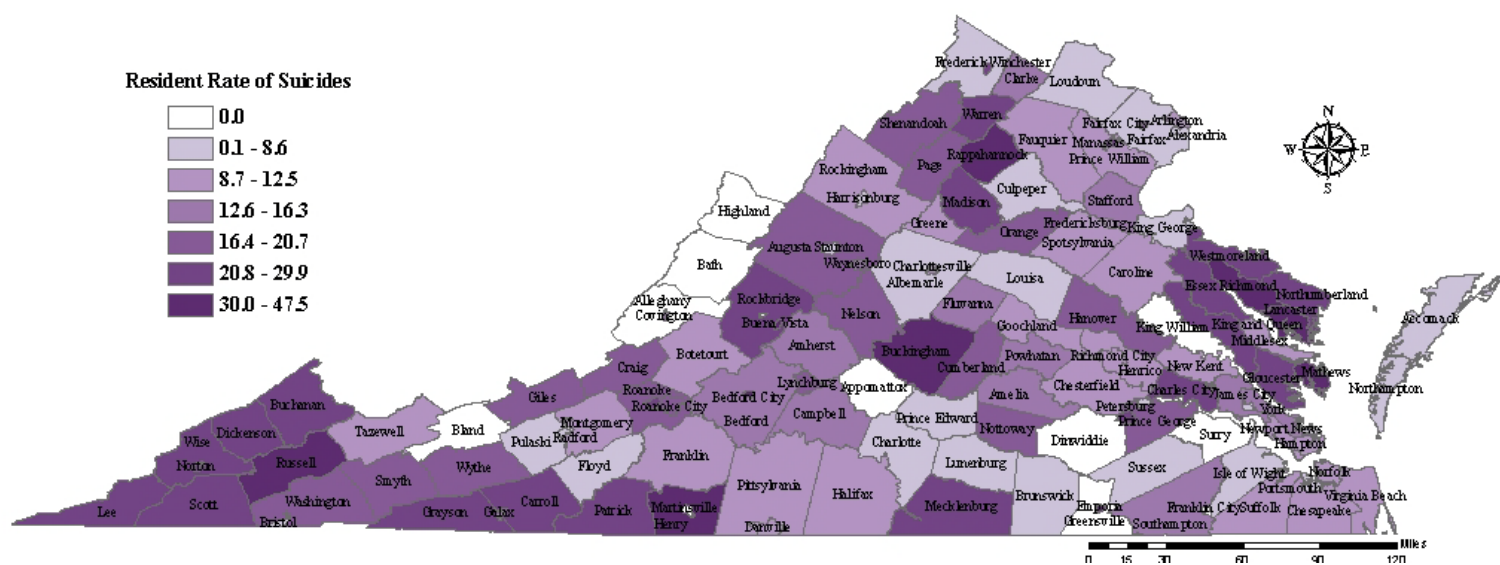 Resident Rate of Suicides
0.0
0.1 - 8.6
8.7 - 12.5
12.6 - 16.3
16.4 - 20.7
20.8 - 29.9
30.0 - 47.5
N
W E
S
Frederick Winchester
Clarke
Loudoun
Shenandoah
Warren
Fairfax City
Arlington
Fauquier
Manassas
Fairfax
Alexandria
Prince William
Page
Rappahannock
Rockingham
Harrisonburg
Culpeper
Madison
Stafford
Highland
Greene
Orange
Fredericksburg
King George
Spotsylvania
Augusta Staunton
Waynesboro
Charlottesville
Albemarle
Louisa
Caroline
Westmoreland
Bath
Essex Richmond
Northumberland
Lancaster
Alleghany
Covington
Rockbridge
Buena Vista
Nelson
Fluvanna
Goochland
Hanover
King William
King and Queen
Middlesex
Accomack
Botetourt
Amherst
Buckingham
Cumberland
Powhatan
Richmond City
Henrico
New Kent
Gloucester
Mathews
Northampton
Craig
Roanoke
Roanoke City
Lynchburg
Appomattox
Amelia
Chesterfield
Charles City
James City
York
Giles
Bedford City
Bedford
Campbell
Prince Edward
Nottoway
Petersburg
Prince George
Surry
Newport News
Hampton
Buchanan
Dickenson
Wise
Norton
Tazewell
Bland
Pulaski
Montgomery
Radford
Floyd
Franklin
Charlotte
Lunenburg
Dinwiddie
Sussex
Isle of Wight
Norfolk
Portsmouth
Virginia Beach
Russell
Smyth
Wythe
Pittsylvania
Halifax
Mecklenburg
Brunswick
Emporia
Greensville
Franklin City
Suffolk
Chesapeake
Southampton
Lee
Scott
Washington
Bristol
Grayson
Galax
Carroll
Patrick
Martinsville
Henry
Danville
Miles
0 15 30 60 90 120